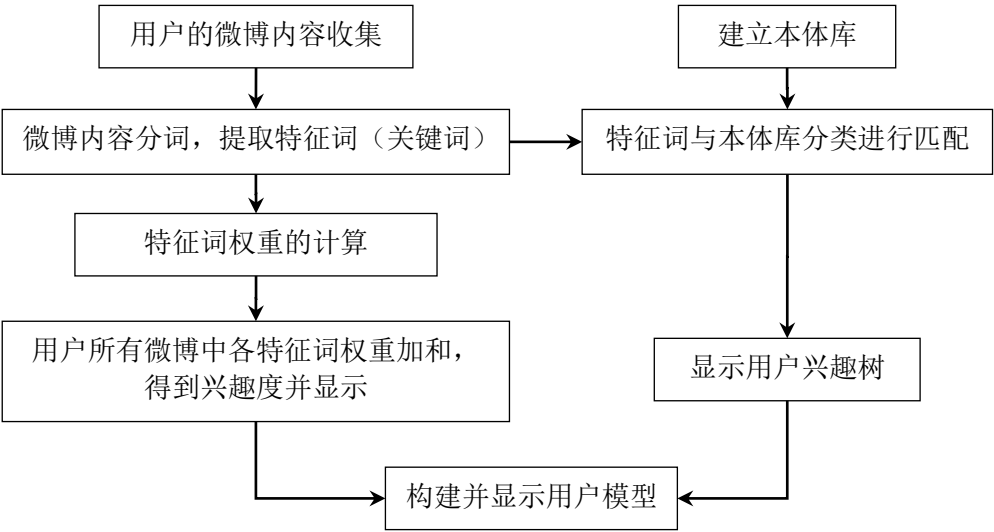 用户的微博内容收集
建立本体库
微博内容分词，提取特征词（关键词）
特征词与本体库分类进行匹配
特征词权重的计算
用户所有微博中各特征词权重加和，
得到兴趣度并显示
显示用户兴趣树
构建并显示用户模型